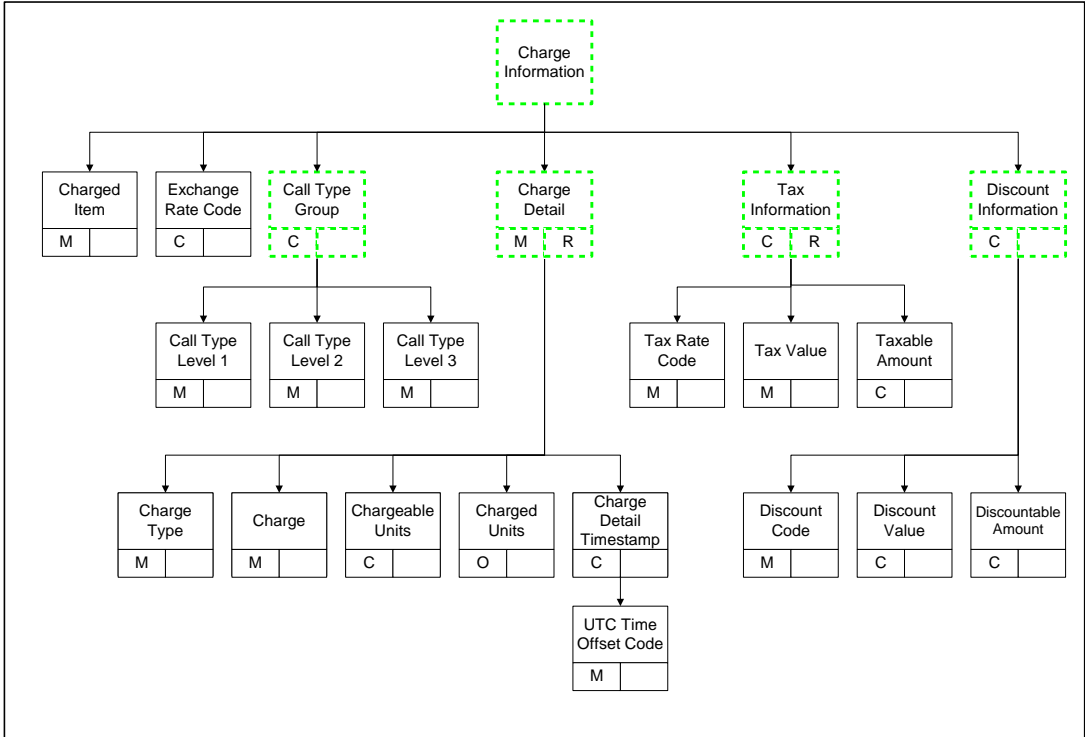 Charge
Information
Charged
Item
M
Exchange
Rate Code
C
Call Type
Group
C
Charge
Detail
M R
Tax
Information
C R
Discount
Information
C
Call Type
Level 1
M
Call Type
Level 2
M
Call Type
Level 3
M
Tax Rate
Code
M
Tax Value
M
Taxable
Amount
C
Charge
Type
M
Charge
M
Chargeable
Units
C
Charged
Units
O
Charge
Detail
Timestamp
C
Discount
Code
M
Discount
Value
C
Discountable
Amount
C
UTC Time
Offset Code
M